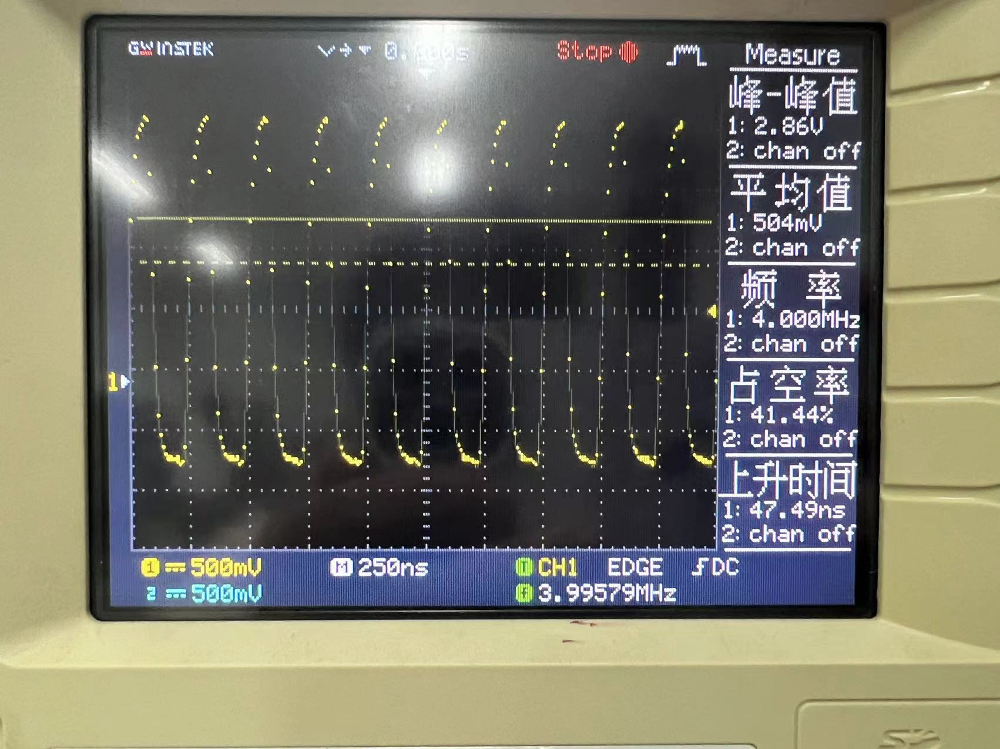 GWINSTEK
0.000s
Stop
Measure
峰-峰值
1: 2.86V
2: chan off
平均值
1: 504mV
2: chan off
频 率
1: 4.000MHz
2: chan off
占空率
1: 41.44%
2: chan off
上升时间
1: 47.49ns
2: chan off
1
1 500mV
M 250ns
T CH1 EDGE DC
2 500mV
f 3.99579MHz